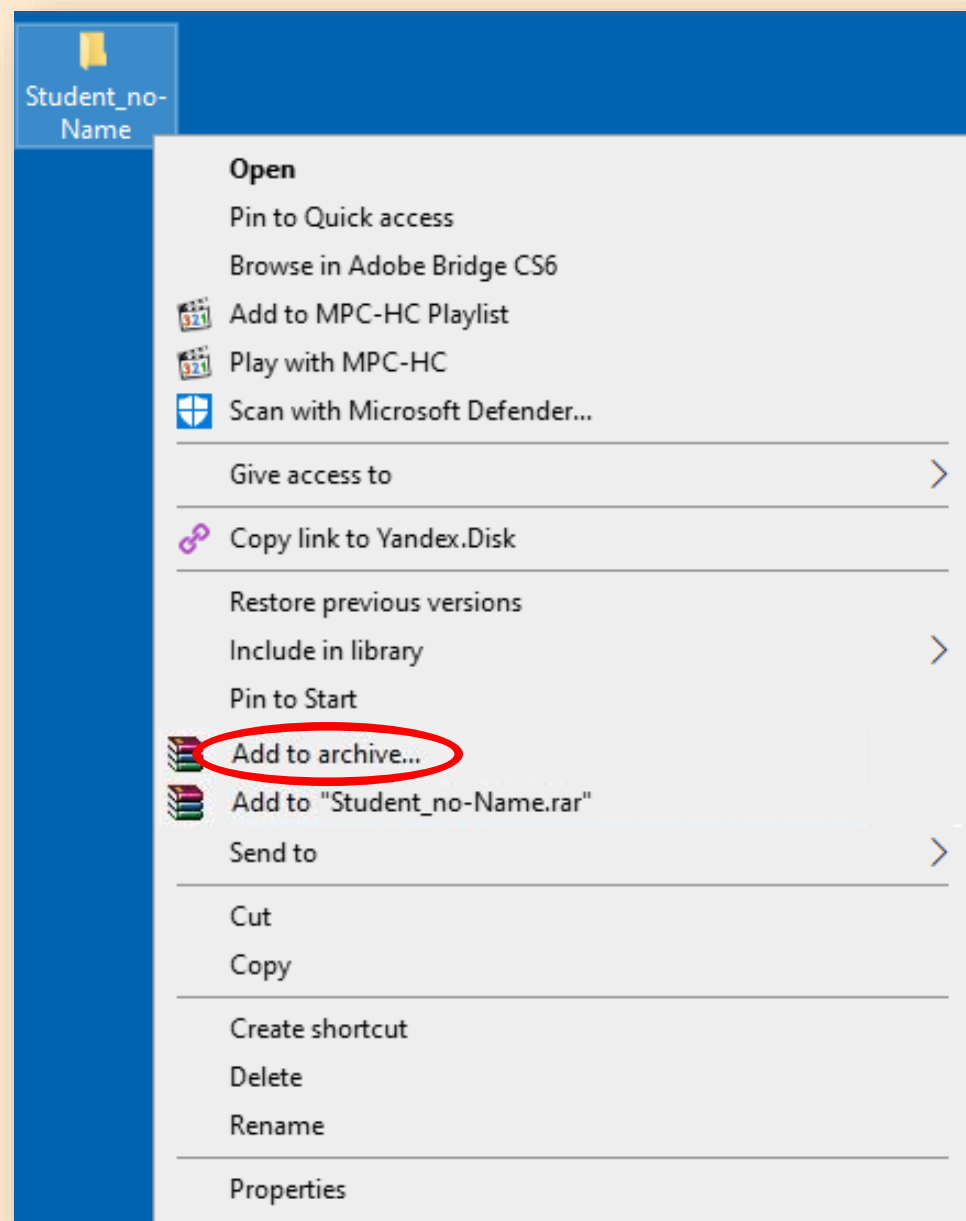 Student_no-
Name
Open
Pin to Quick access
Browse in Adobe Bridge CS6
321 Add to MPC-HC Playlist
321 Play with MPC-HC
Scan with Microsoft Defender...
Give access to
Copy link to Yandex.Disk
Restore previous versions
Include in library
Pin to Start
Add to archive...
Add to "Student_no-Name.rar"
Send to
Cut
Copy
Create shortcut
Delete
Rename
Properties